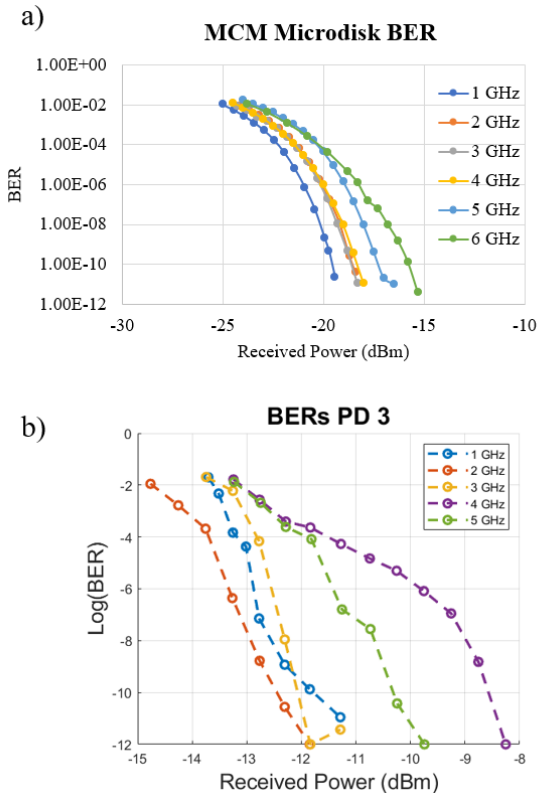 a)
MCM Microdisk BER
1.00E+00
1.00E-02
1.00E-04
1.00E-06
1.00E-08
1.00E-10
1.00E-12
BER
-30
-25
-20
-15
-10
Received Power (dBm)
1 GHz
2 GHz
3 GHz
4 GHz
5 GHz
6 GHz
b)
BERs PD 3
0
-2
-4
-6
-8
-10
-12
Log(BER)
-15
-14
-13
-12
-11
-10
-9
-8
Received Power (dBm)
1 GHz
2 GHz
3 GHz
4 GHz
5 GHz